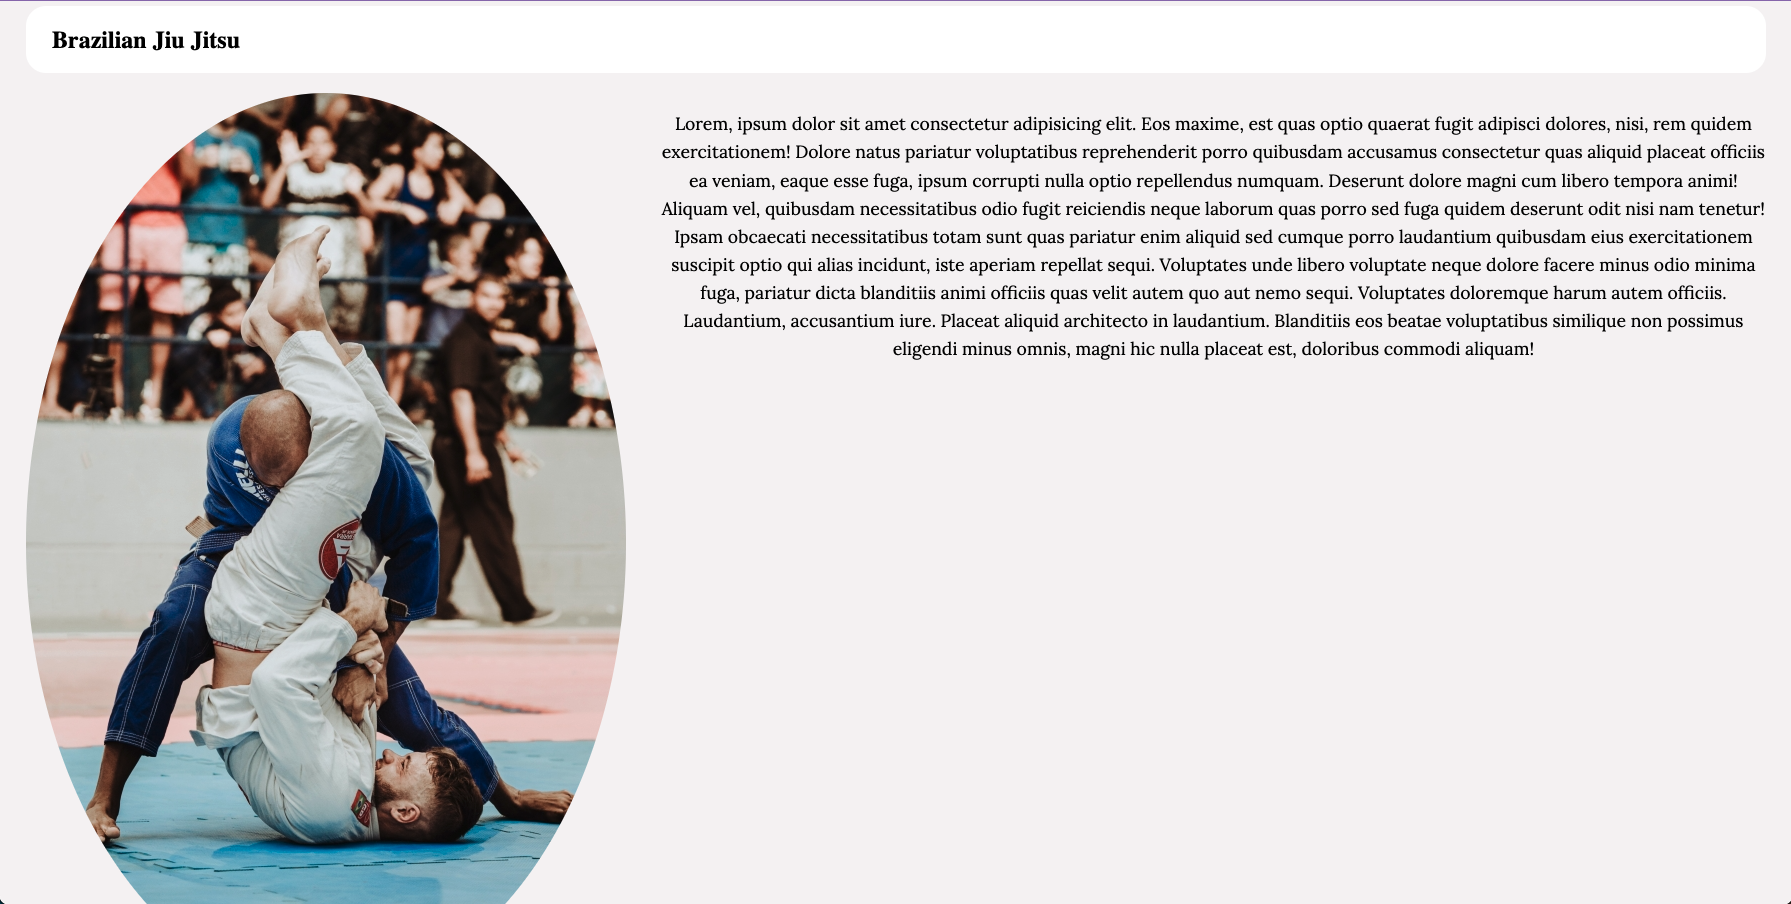 Brazilian Jiu Jitsu
Lorem, ipsum dolor sit amet consectetur adipisicing elit. Eos maxime, est quas optio quaerat fugit adipisci dolores, nisi, rem quidem
exercitationem! Dolore natus pariatur voluptatibus reprehenderit porro quibusdam accusamus consectetur quas aliquid placeat officiis
ea veniam, eaque esse fuga, ipsum corrupti nulla optio repellendus numquam. Deserunt dolore magni cum libero tempora animi!
Aliquam vel, quibusdam necessitatibus odio fugit reiciendis neque laborum quas porro sed fuga quidem deserunt odit nisi nam tenetur!
Ipsam obcaecati necessitatibus totam sunt quas pariatur enim aliquid sed cumque porro laudantium quibusdam eius exercitationem
suscipit optio qui alias incidunt, iste aperiam repellat sequi. Voluptates unde libero voluptate neque dolore facere minus odio minima
fuga, pariatur dicta blanditiis animi officiis quas velit autem quo aut nemo sequi. Voluptates doloremque harum autem officiis.
Laudantium, accusantium iure. Placeat aliquid architecto in laudantium. Blanditiis eos beatae voluptatibus similique non possimus
eligendi minus omnis, magni hic nulla placeat est, doloribus commodi aliquam!